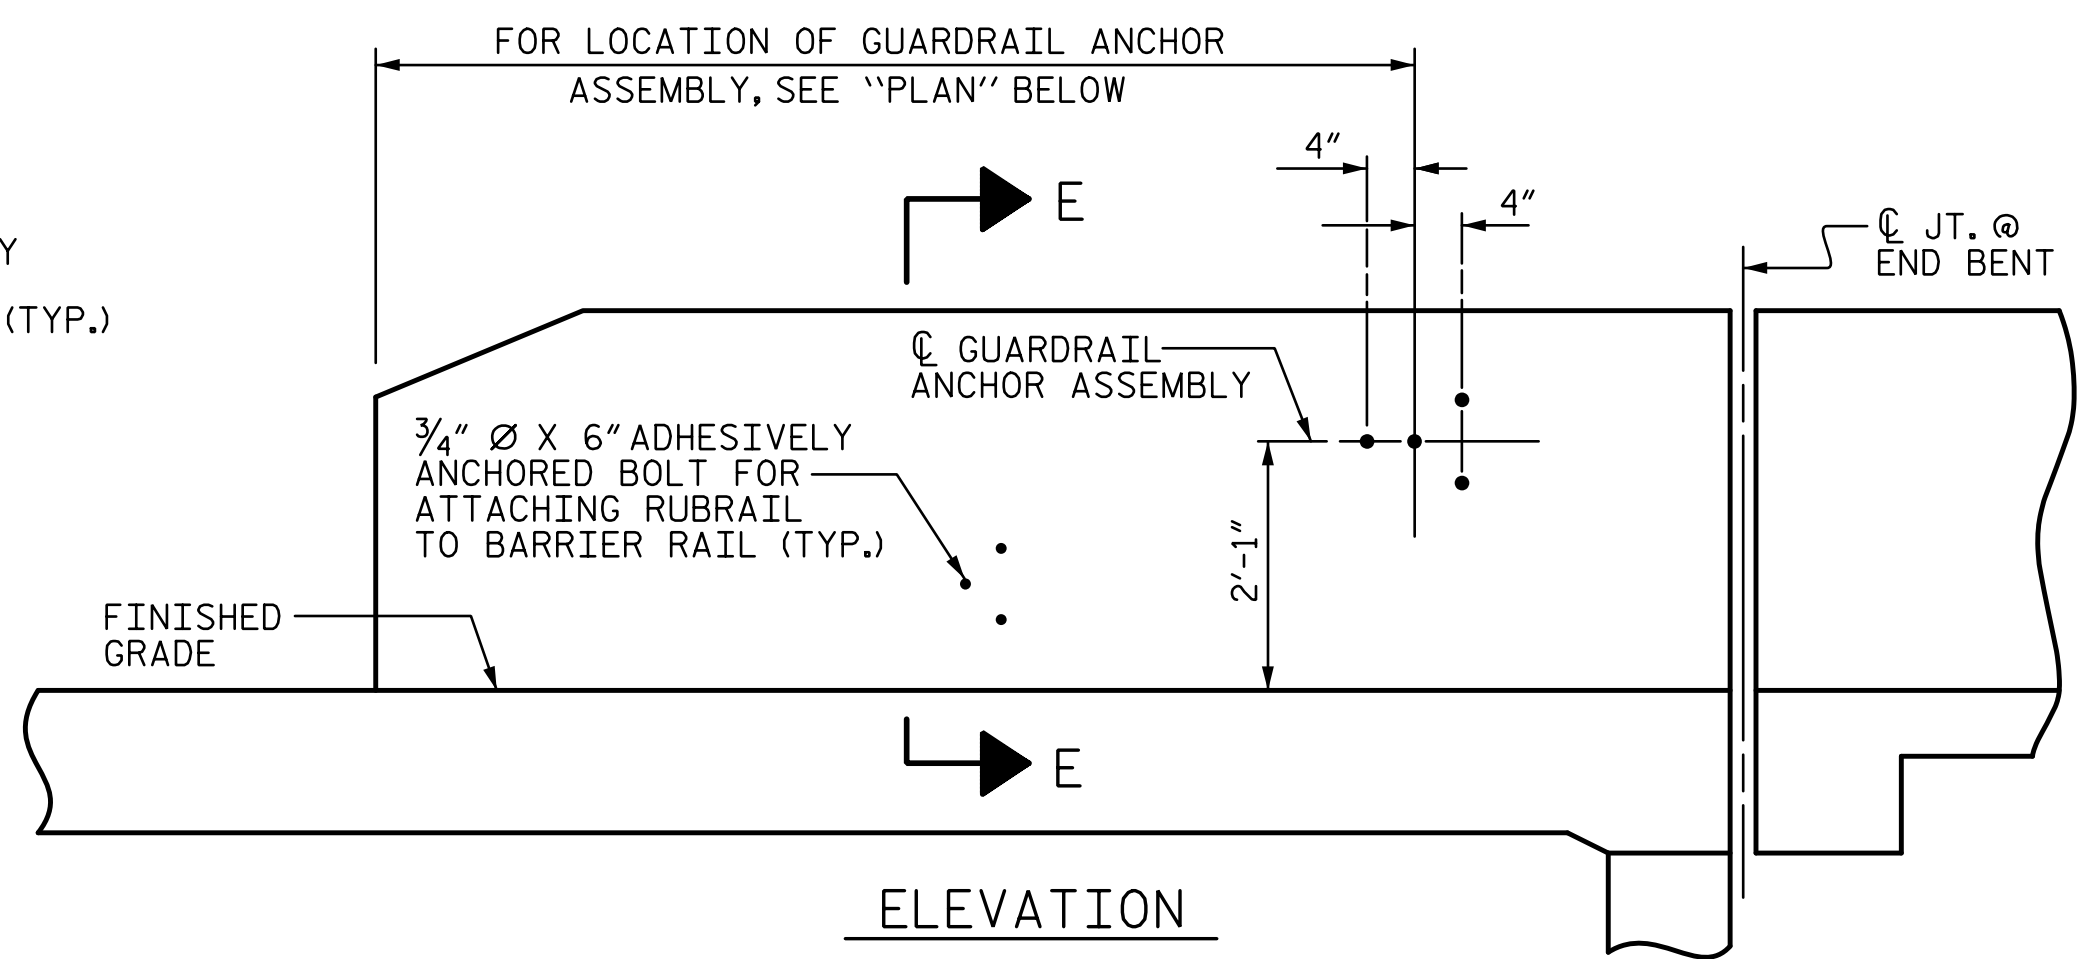 FOR LOCATION OF GUARDRAIL ANCHOR
ASSEMBLY, SEE "PLAN" BELOW
4"
E
4"
℄ JT. @
END BENT
Y
(TYP.)
℄ GUARDRAIL
ANCHOR ASSEMBLY
3/4" Ø X 6" ADHESIVELY
ANCHORED BOLT FOR
ATTACHING RUBRAIL
TO BARRIER RAIL (TYP.)
2'-1"
FINISHED
GRADE
E
ELEVATION